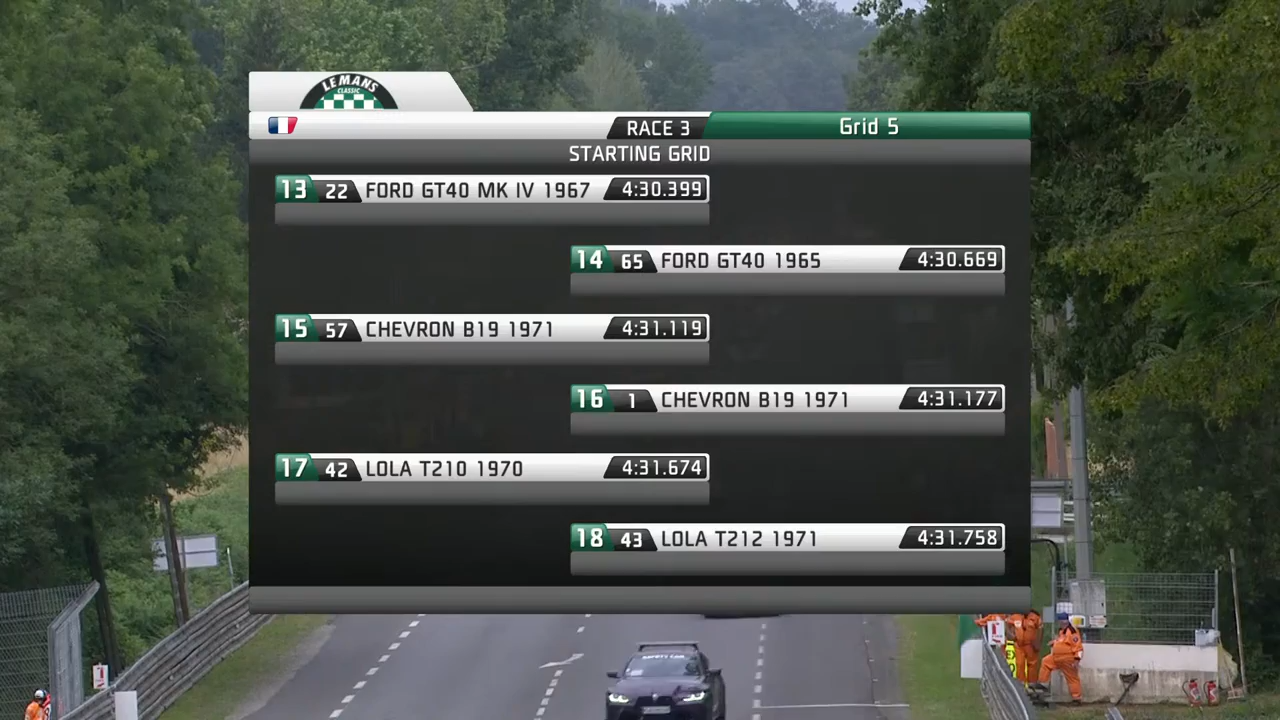 LE MANS
CLASSIC
RACE 3 Grid 5
STARTING GRID
13 22 FORD GT40 MK IV 1967 4:30.399
14 65 FORD GT40 1965 4:30.669
15 57 CHEVRON B19 1971 4:31.119
16 1 CHEVRON B19 1971 4:31.177
17 42 LOLA T210 1970 4:31.674
18 43 LOLA T212 1971 4:31.758
SAFETY CAR